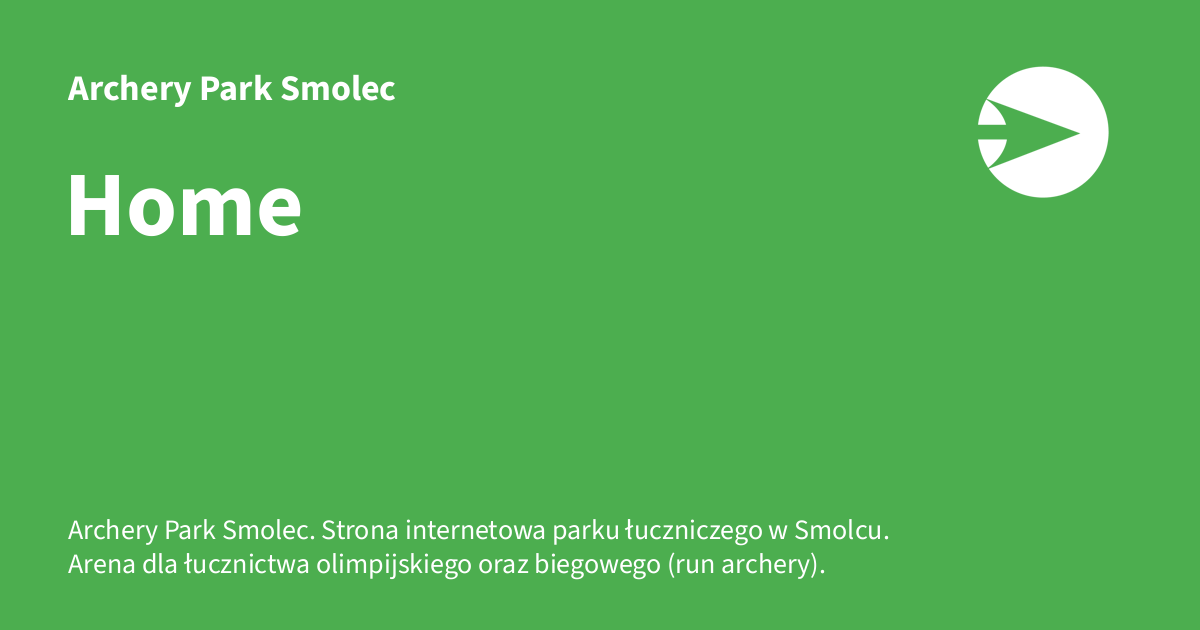 Archery Park Smolec
Home
Archery Park Smolec. Strona internetowa parku łuczniczego w Smolcu.
Arena dla łucznictwa olimpijskiego oraz biegowego (run archery).